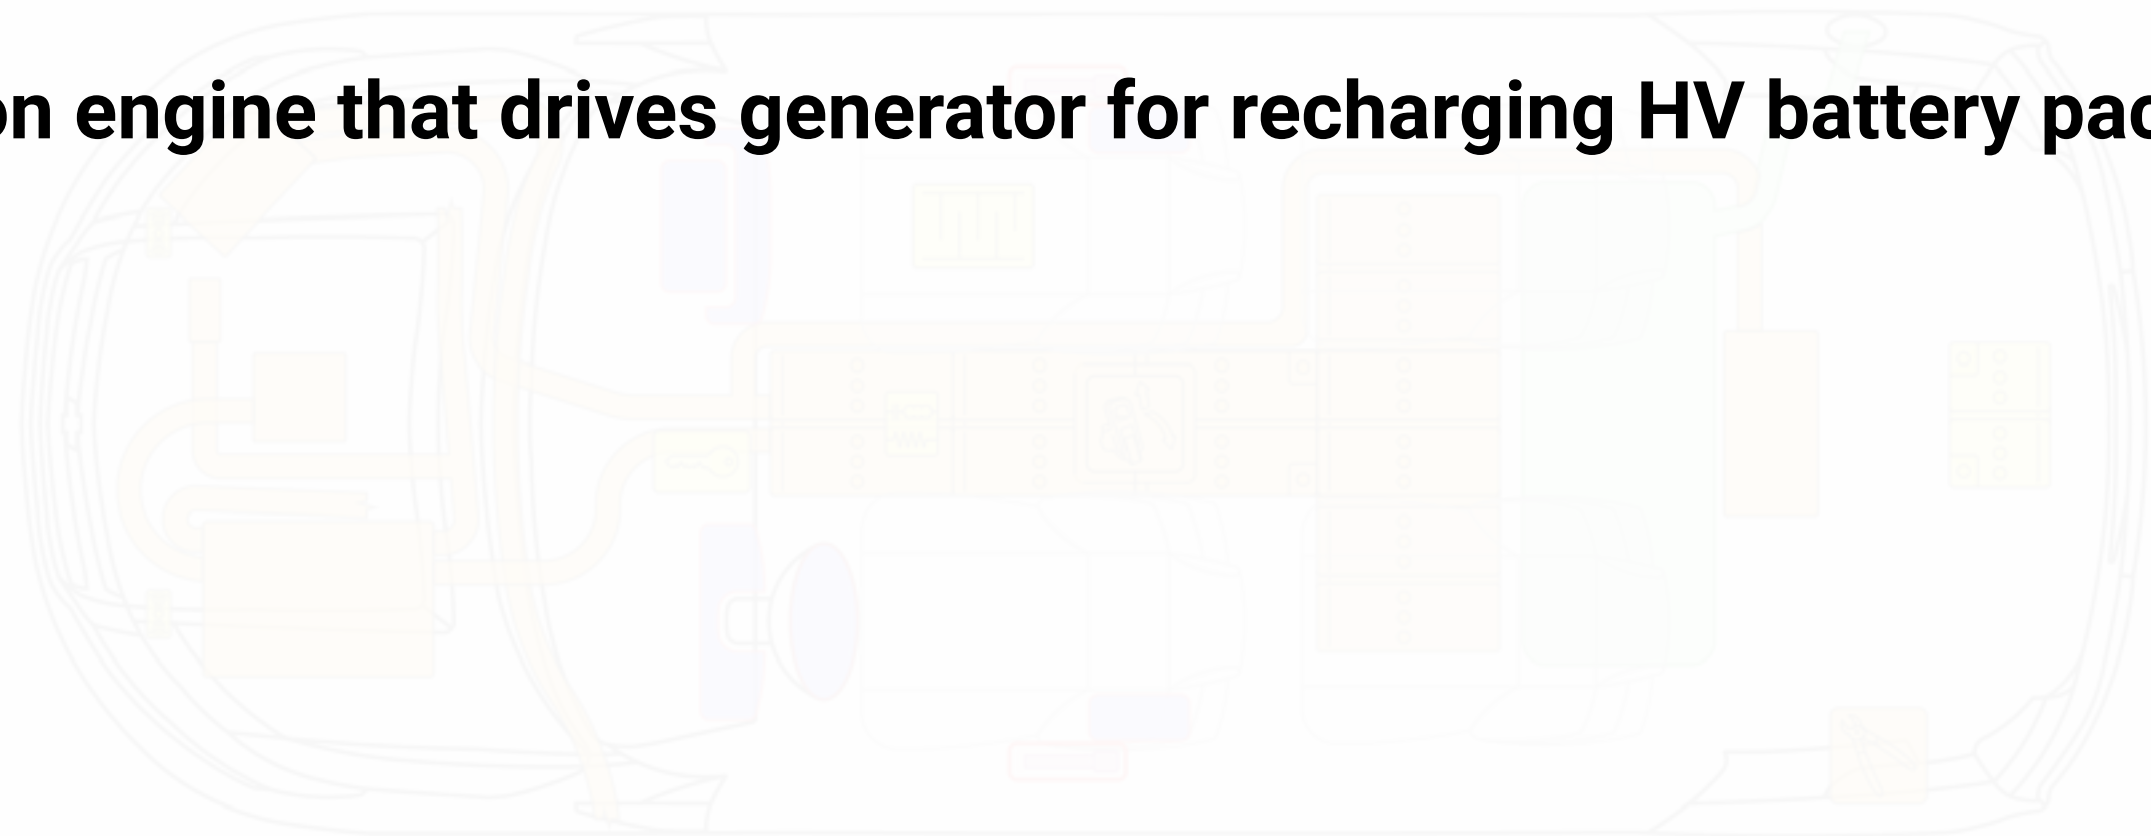 on engine that drives generator for recharging HV battery pac